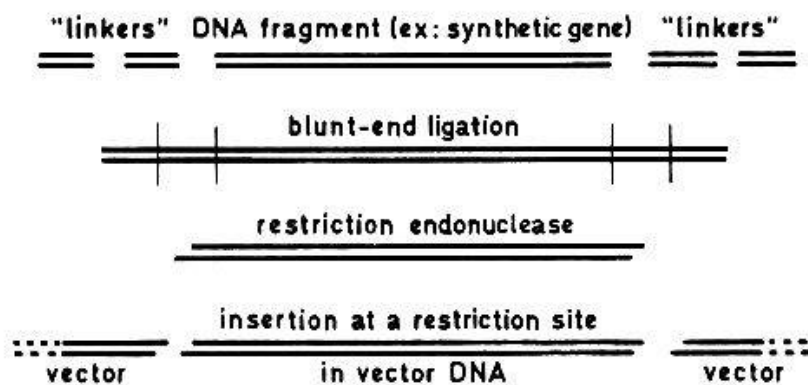 "linkers" DNA fragment (ex: synthetic gene) "linkers"
blunt-end ligation
restriction endonuclease
insertion at a restriction site
vector in vector DNA vector